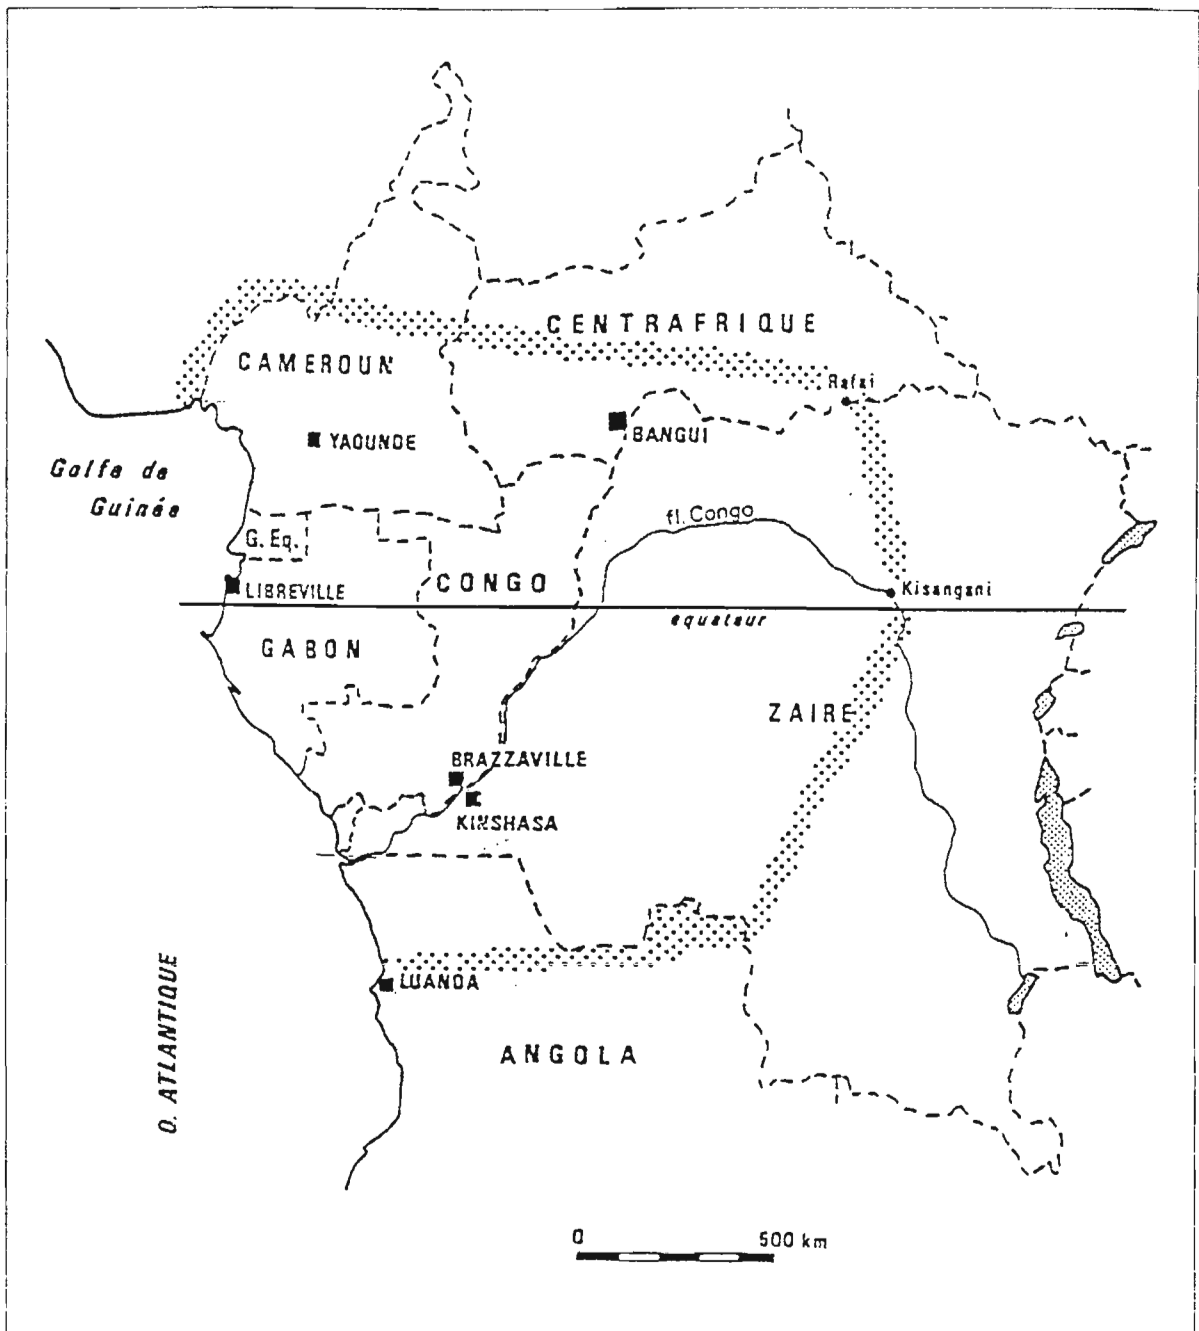 CENTRAFRIQUE
CAMEROUN
Rafai
BANGUI
YAOUNDE
Golfe de
Guinée
fl. Congo
G. Eq.
CONGO
Kisangani
LIBREVILLE
equateur
GABON
ZAIRE
BRAZZAVILLE
KINSHASA
LUANDA
O. ATLANTIQUE
ANGOLA
0 500 km